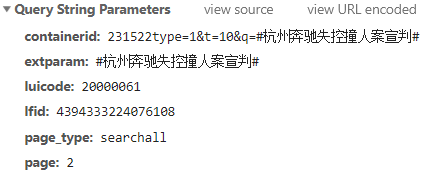 Query String Parameters view source view URL encoded
containerid: 231522type=1&t=10&q=#杭州奔驰失控撞人案宣判#
extparam: #杭州奔驰失控撞人案宣判#
luicode: 20000061
lfid: 4394333224076108
page_type: searchall
page: 2